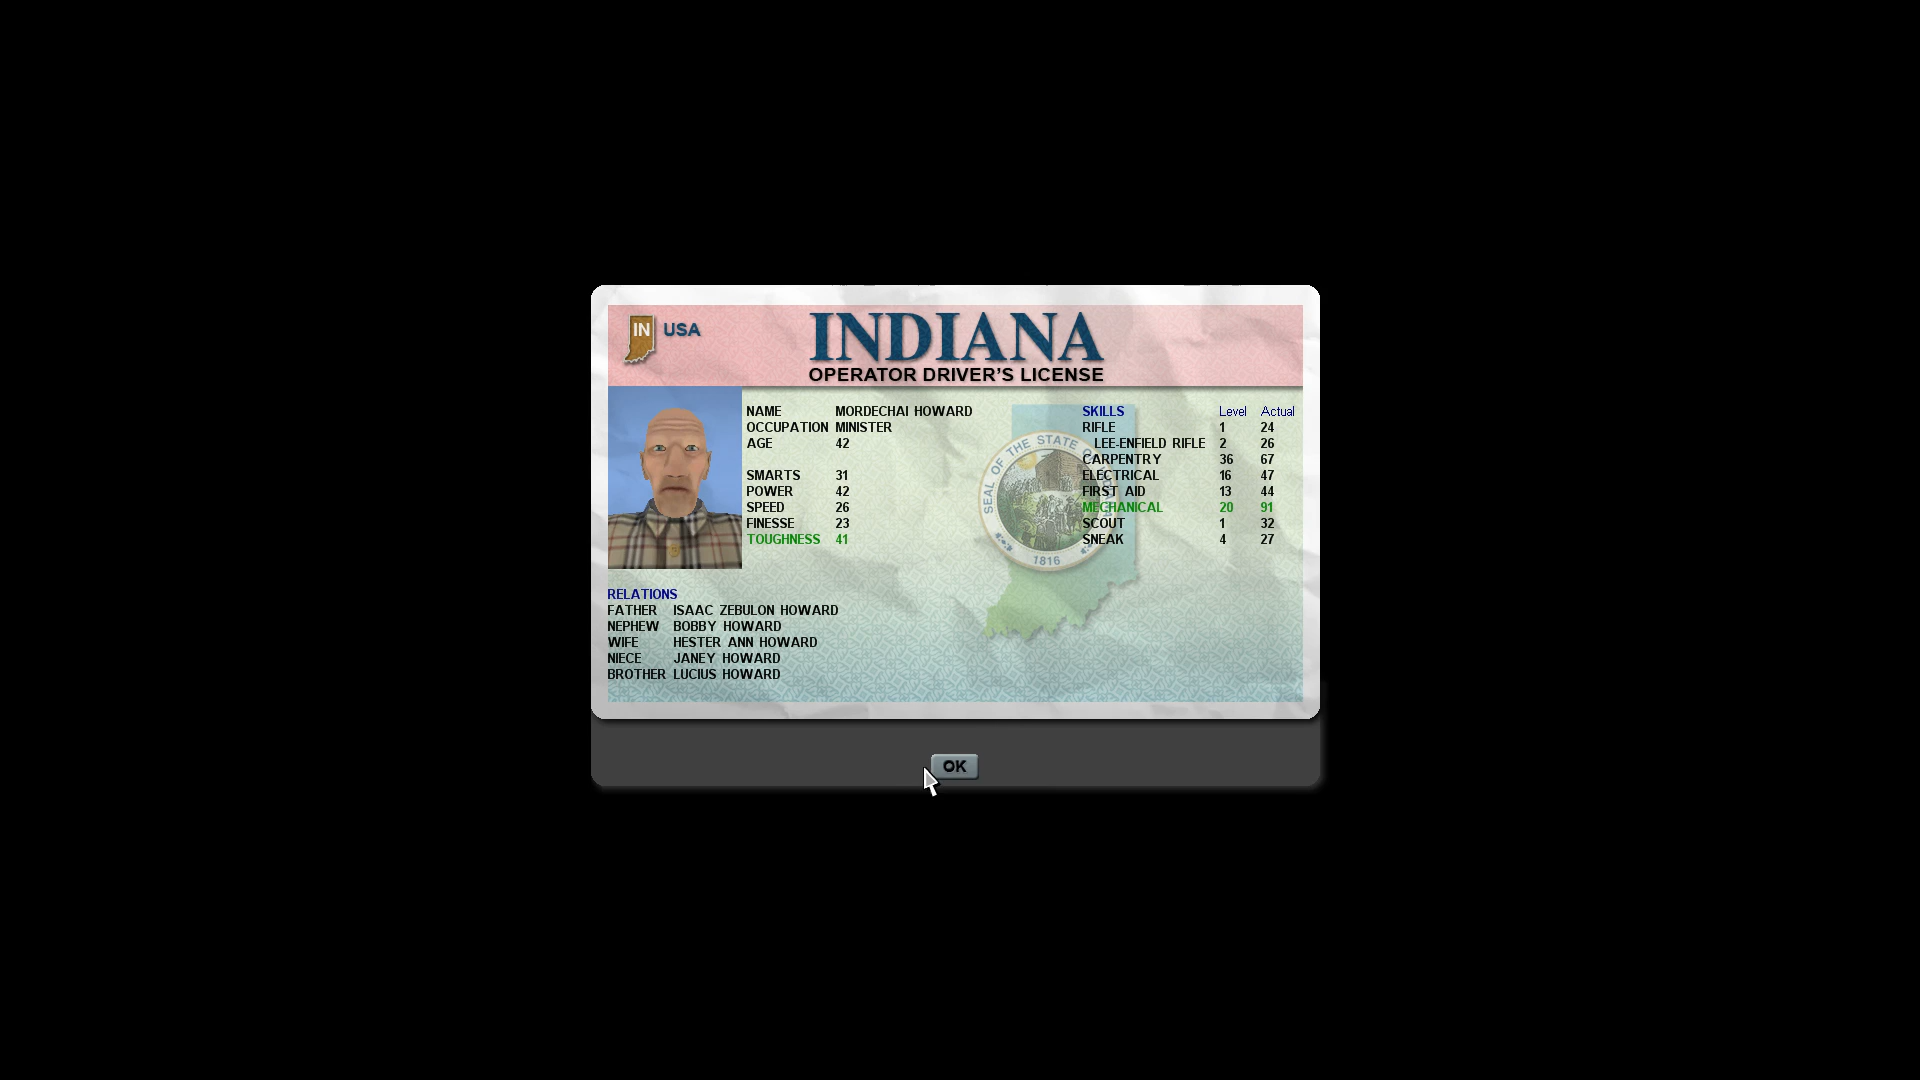 IN USA
INDIANA
OPERATOR DRIVER'S LICENSE
NAME MORDECHAI HOWARD
OCCUPATION MINISTER
AGE 42
SMARTS 31
POWER 42
SPEED 26
FINESSE 23
TOUGHNESS 41
SKILLS Level Actual
RIFLE 1 24
LEE-ENFIELD RIFLE 2 26
CARPENTRY 36 67
ELECTRICAL 16 47
FIRST AID 13 44
MECHANICAL 20 91
SCOUT 1 32
SNEAK 4 27
SEAL OF THE STATE OF
1816
RELATIONS
FATHER ISAAC ZEBULON HOWARD
NEPHEW BOBBY HOWARD
WIFE HESTER ANN HOWARD
NIECE JANEY HOWARD
BROTHER LUCIUS HOWARD
OK